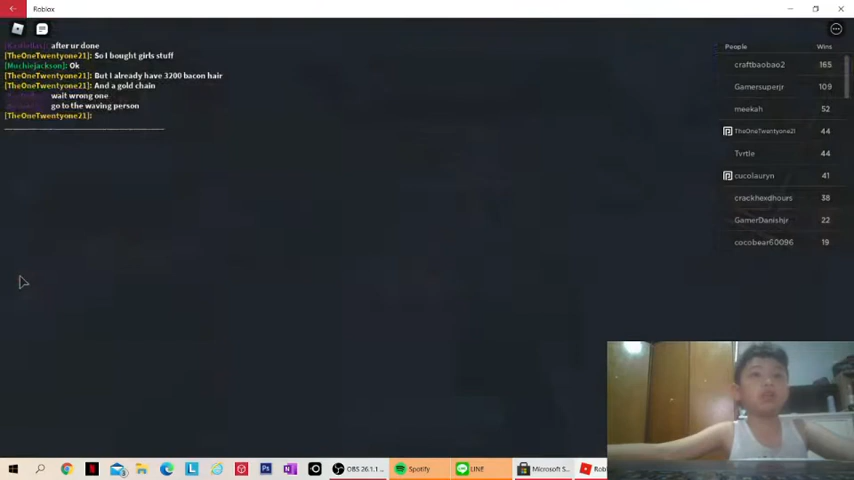 Roblox
after ur done
[TheOneTwentyone21]: So I bought girls stuff
[Muchiejackson]: Ok
[TheOneTwentyone21]: But I already have 3200 bacon hair
[TheOneTwentyone21]: And a gold chain
wait wrong one
go to the waving person
[TheOneTwentyone21]:
People Wins
craftbaobao2 165
Gamersuperjr 109
meekah 52
TheOneTwentyone21 44
Tvrtle 44
cucolauryn 41
crackhexdhours 38
GamerDanishjr 22
cocobear60096 19
OBS 26.1.1 ...
Spotify
LINE
Microsoft S...
Rob